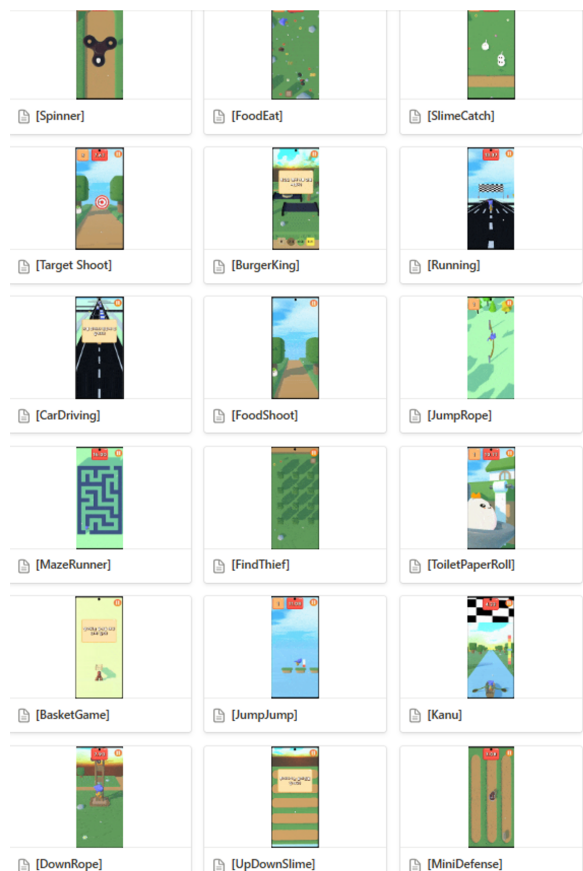 [Spinner]
[FoodEat]
[SlimeCatch]
[Target Shoot]
[BurgerKing]
[Running]
[CarDriving]
[FoodShoot]
[JumpRope]
[MazeRunner]
[FindThief]
[ToiletPaperRoll]
[BasketGame]
[JumpJump]
[Kanu]
[DownRope]
[UpDownSlime]
[MiniDefense]